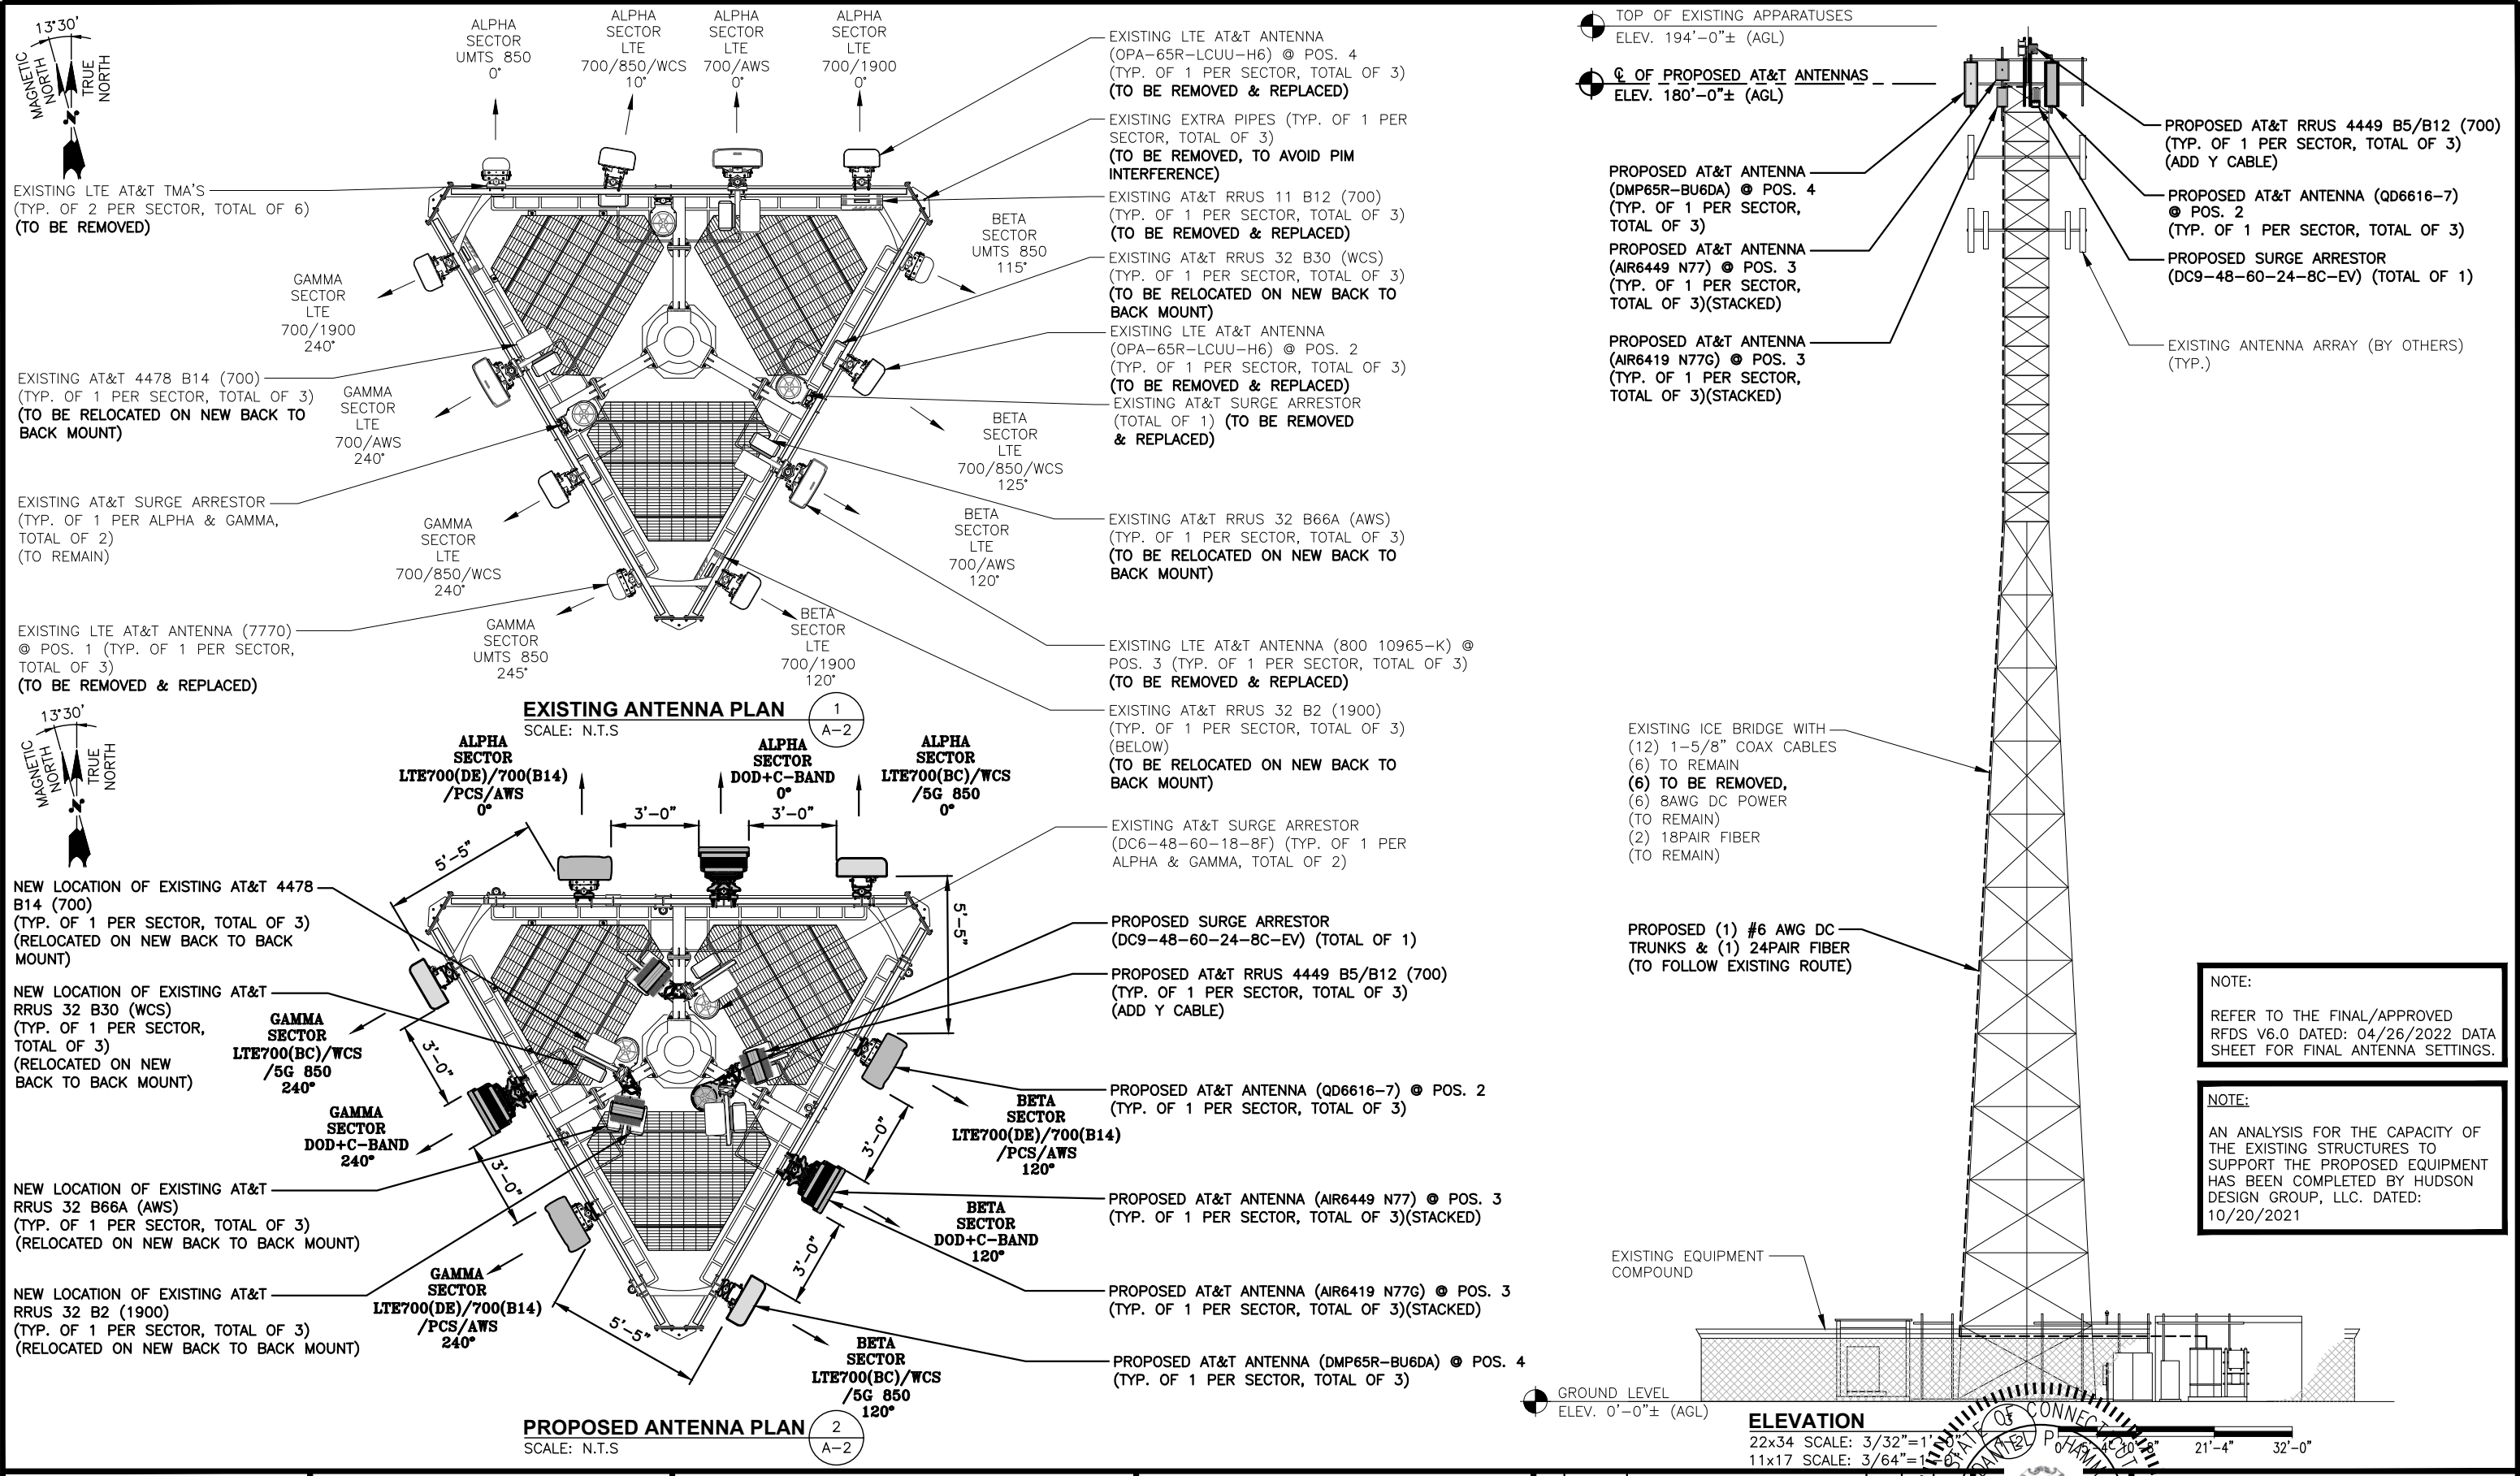 13°30'
MAGNETIC
NORTH
TRUE
NORTH
N
ALPHA
SECTOR
UMTS 850
0°
ALPHA
SECTOR
LTE
700/850/WCS
10°
ALPHA
SECTOR
LTE
700/AWS
0°
ALPHA
SECTOR
LTE
700/1900
0°
EXISTING LTE AT&T TMA'S
(TYP. OF 2 PER SECTOR, TOTAL OF 6)
(TO BE REMOVED)
GAMMA
SECTOR
LTE
700/1900
240°
EXISTING AT&T 4478 B14 (700)
(TYP. OF 1 PER SECTOR, TOTAL OF 3)
(TO BE RELOCATED ON NEW BACK TO
BACK MOUNT)
GAMMA
SECTOR
LTE
700/AWS
240°
EXISTING AT&T SURGE ARRESTOR
(TYP. OF 1 PER ALPHA & GAMMA,
TOTAL OF 2)
(TO REMAIN)
GAMMA
SECTOR
LTE
700/850/WCS
240°
EXISTING LTE AT&T ANTENNA (7770)
@ POS. 1 (TYP. OF 1 PER SECTOR,
TOTAL OF 3)
(TO BE REMOVED & REPLACED)
GAMMA
SECTOR
UMTS 850
245°
BETA
SECTOR
UMTS 850
115°
BETA
SECTOR
LTE
700/850/WCS
125°
BETA
SECTOR
LTE
700/AWS
120°
BETA
SECTOR
LTE
700/1900
120°
EXISTING LTE AT&T ANTENNA
(OPA-65R-LCUU-H6) @ POS. 4
(TYP. OF 1 PER SECTOR, TOTAL OF 3)
(TO BE REMOVED & REPLACED)
EXISTING EXTRA PIPES (TYP. OF 1 PER
SECTOR, TOTAL OF 3)
(TO BE REMOVED, TO AVOID PIM
INTERFERENCE)
EXISTING AT&T RRUS 11 B12 (700)
(TYP. OF 1 PER SECTOR, TOTAL OF 3)
(TO BE REMOVED & REPLACED)
EXISTING AT&T RRUS 32 B30 (WCS)
(TYP. OF 1 PER SECTOR, TOTAL OF 3)
(TO BE RELOCATED ON NEW BACK TO
BACK MOUNT)
EXISTING LTE AT&T ANTENNA
(OPA-65R-LCUU-H6) @ POS. 2
(TYP. OF 1 PER SECTOR, TOTAL OF 3)
(TO BE REMOVED & REPLACED)
EXISTING AT&T SURGE ARRESTOR
(TOTAL OF 1) (TO BE REMOVED
& REPLACED)
EXISTING AT&T RRUS 32 B66A (AWS)
(TYP. OF 1 PER SECTOR, TOTAL OF 3)
(TO BE RELOCATED ON NEW BACK TO
BACK MOUNT)
EXISTING LTE AT&T ANTENNA (800 10965-K) @
POS. 3 (TYP. OF 1 PER SECTOR, TOTAL OF 3)
(TO BE REMOVED & REPLACED)
EXISTING AT&T RRUS 32 B2 (1900)
(TYP. OF 1 PER SECTOR, TOTAL OF 3)
(BELOW)
(TO BE RELOCATED ON NEW BACK TO
BACK MOUNT)
EXISTING ANTENNA PLAN
SCALE: N.T.S
1
A-2
13°30'
MAGNETIC
NORTH
TRUE
NORTH
N
ALPHA
SECTOR
LTE700(DE)/700(B14)
/PCS/AWS
0°
ALPHA
SECTOR
DOD+C-BAND
0°
ALPHA
SECTOR
LTE700(BC)/WCS
/5G 850
0°
3'-0"
3'-0"
5'-5"
5'-5"
NEW LOCATION OF EXISTING AT&T 4478
B14 (700)
(TYP. OF 1 PER SECTOR, TOTAL OF 3)
(RELOCATED ON NEW BACK TO BACK
MOUNT)
NEW LOCATION OF EXISTING AT&T
RRUS 32 B30 (WCS)
(TYP. OF 1 PER SECTOR,
TOTAL OF 3)
(RELOCATED ON NEW
BACK TO BACK MOUNT)
GAMMA
SECTOR
LTE700(BC)/WCS
/5G 850
240°
3'-0"
GAMMA
SECTOR
DOD+C-BAND
240°
3'-0"
NEW LOCATION OF EXISTING AT&T
RRUS 32 B66A (AWS)
(TYP. OF 1 PER SECTOR, TOTAL OF 3)
(RELOCATED ON NEW BACK TO BACK MOUNT)
NEW LOCATION OF EXISTING AT&T
RRUS 32 B2 (1900)
(TYP. OF 1 PER SECTOR, TOTAL OF 3)
(RELOCATED ON NEW BACK TO BACK MOUNT)
GAMMA
SECTOR
LTE700(DE)/700(B14)
/PCS/AWS
240°
5'-5"
BETA
SECTOR
LTE700(DE)/700(B14)
/PCS/AWS
120°
3'-0"
BETA
SECTOR
DOD+C-BAND
120°
3'-0"
BETA
SECTOR
LTE700(BC)/WCS
/5G 850
120°
EXISTING AT&T SURGE ARRESTOR
(DC6-48-60-18-8F) (TYP. OF 1 PER
ALPHA & GAMMA, TOTAL OF 2)
PROPOSED SURGE ARRESTOR
(DC9-48-60-24-8C-EV) (TOTAL OF 1)
PROPOSED AT&T RRUS 4449 B5/B12 (700)
(TYP. OF 1 PER SECTOR, TOTAL OF 3)
(ADD Y CABLE)
PROPOSED AT&T ANTENNA (QD6616-7) @ POS. 2
(TYP. OF 1 PER SECTOR, TOTAL OF 3)
PROPOSED AT&T ANTENNA (AIR6449 N77) @ POS. 3
(TYP. OF 1 PER SECTOR, TOTAL OF 3)(STACKED)
PROPOSED AT&T ANTENNA (AIR6419 N77G) @ POS. 3
(TYP. OF 1 PER SECTOR, TOTAL OF 3)(STACKED)
PROPOSED AT&T ANTENNA (DMP65R-BU6DA) @ POS. 4
(TYP. OF 1 PER SECTOR, TOTAL OF 3)
PROPOSED ANTENNA PLAN
SCALE: N.T.S
2
A-2
TOP OF EXISTING APPARATUSES
ELEV. 194'-0"± (AGL)
℄ OF PROPOSED AT&T ANTENNAS
ELEV. 180'-0"± (AGL)
PROPOSED AT&T ANTENNA
(DMP65R-BU6DA) @ POS. 4
(TYP. OF 1 PER SECTOR,
TOTAL OF 3)
PROPOSED AT&T ANTENNA
(AIR6449 N77) @ POS. 3
(TYP. OF 1 PER SECTOR,
TOTAL OF 3)(STACKED)
PROPOSED AT&T ANTENNA
(AIR6419 N77G) @ POS. 3
(TYP. OF 1 PER SECTOR,
TOTAL OF 3)(STACKED)
PROPOSED AT&T RRUS 4449 B5/B12 (700)
(TYP. OF 1 PER SECTOR, TOTAL OF 3)
(ADD Y CABLE)
PROPOSED AT&T ANTENNA (QD6616-7)
@ POS. 2
(TYP. OF 1 PER SECTOR, TOTAL OF 3)
PROPOSED SURGE ARRESTOR
(DC9-48-60-24-8C-EV) (TOTAL OF 1)
EXISTING ANTENNA ARRAY (BY OTHERS)
(TYP.)
EXISTING ICE BRIDGE WITH
(12) 1-5/8" COAX CABLES
(6) TO REMAIN
(6) TO BE REMOVED,
(6) 8AWG DC POWER
(TO REMAIN)
(2) 18PAIR FIBER
(TO REMAIN)
PROPOSED (1) #6 AWG DC
TRUNKS & (1) 24PAIR FIBER
(TO FOLLOW EXISTING ROUTE)
NOTE:
REFER TO THE FINAL/APPROVED
RFDS V6.0 DATED: 04/26/2022 DATA
SHEET FOR FINAL ANTENNA SETTINGS.
NOTE:
AN ANALYSIS FOR THE CAPACITY OF
THE EXISTING STRUCTURES TO
SUPPORT THE PROPOSED EQUIPMENT
HAS BEEN COMPLETED BY HUDSON
DESIGN GROUP, LLC. DATED:
10/20/2021
EXISTING EQUIPMENT
COMPOUND
GROUND LEVEL
ELEV. 0'-0"± (AGL)
ELEVATION
22x34 SCALE: 3/32"=1'-0"
11x17 SCALE: 3/64"=1'-0"
3
A-2
STATE OF CONNECTICUT
DANIEL P. HAMM
21'-4"
32'-0"